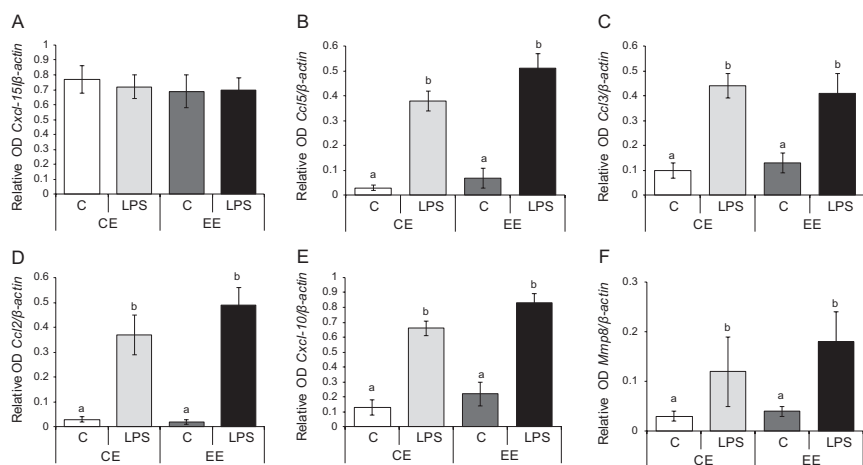 A
Relative OD Cxcl-15/β-actin
1
0.9
0.8
0.7
0.6
0.5
0.4
0.3
0.2
0.1
0
C LPS C LPS
CE EE
B
Relative OD Ccl5/β-actin
0.6
0.5
0.4
0.3
0.2
0.1
0
a b a b
C LPS C LPS
CE EE
C
Relative OD Ccl3/β-actin
0.6
0.5
0.4
0.3
0.2
0.1
0
a b a b
C LPS C LPS
CE EE
D
Relative OD Ccl2/β-actin
0.6
0.5
0.4
0.3
0.2
0.1
0
a b a b
C LPS C LPS
CE EE
E
Relative OD Cxcl-10/β-actin
1
0.9
0.8
0.7
0.6
0.5
0.4
0.3
0.2
0.1
0
a b a b
C LPS C LPS
CE EE
F
Relative OD Mmp8/β-actin
0.3
0.2
0.1
0
a b a b
C LPS C LPS
CE EE